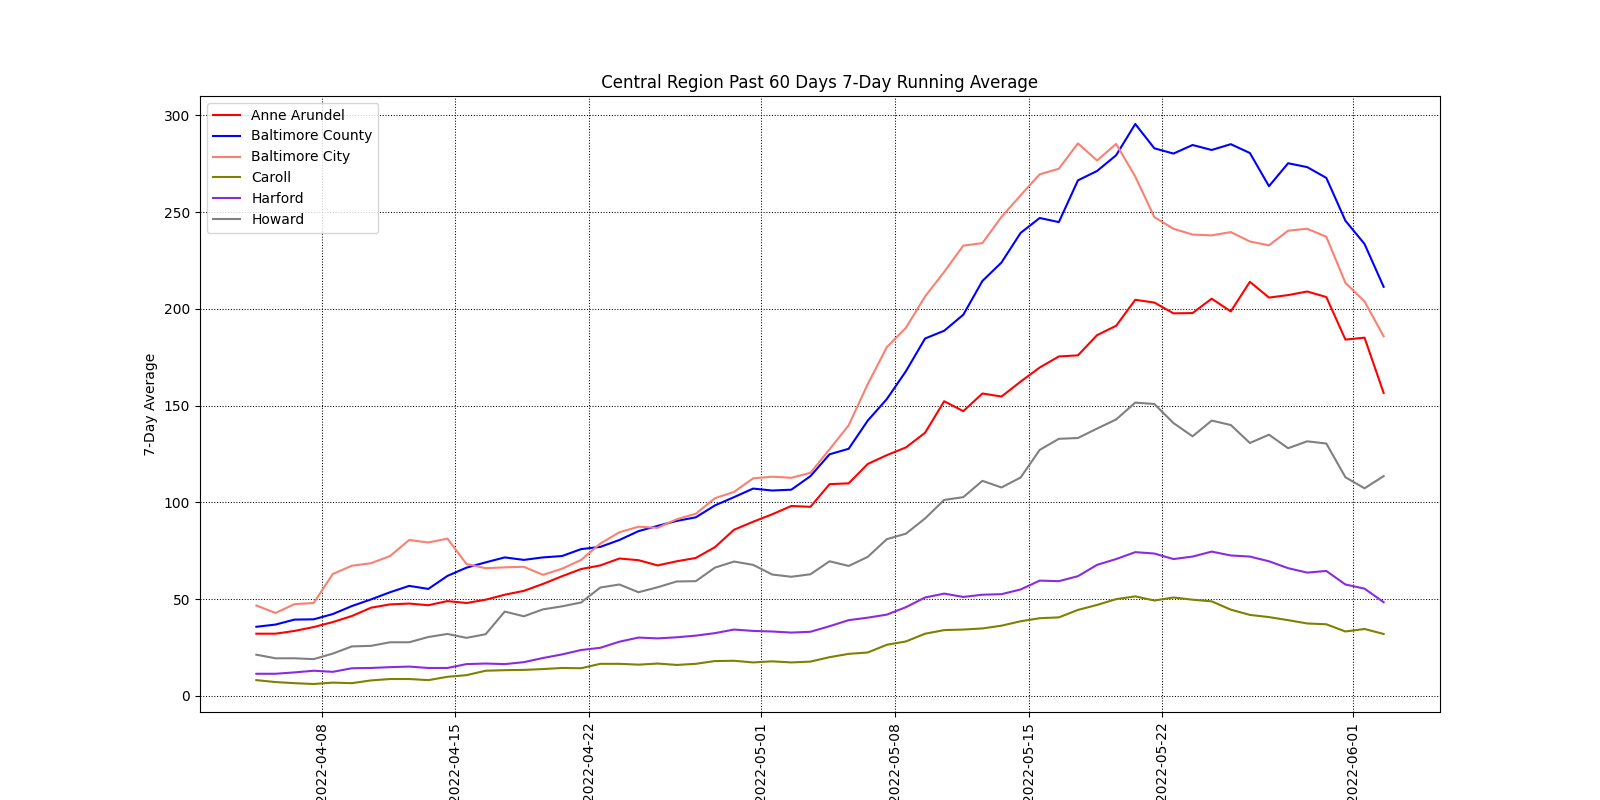 Central Region Past 60 Days 7-Day Running Average
Anne Arundel
Baltimore County
Baltimore City
Caroll
Harford
Howard
7-Day Average
300
250
200
150
100
50
0
2022-04-08
2022-04-15
2022-04-22
2022-05-01
2022-05-08
2022-05-15
2022-05-22
2022-06-01